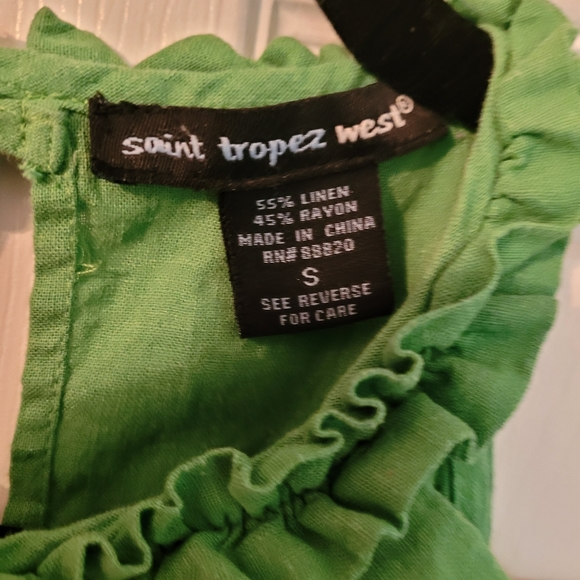 saint tropez west®
55% LINEN
45% RAYON
MADE IN CHINA
RN# 88820
S
SEE REVERSE
FOR CARE